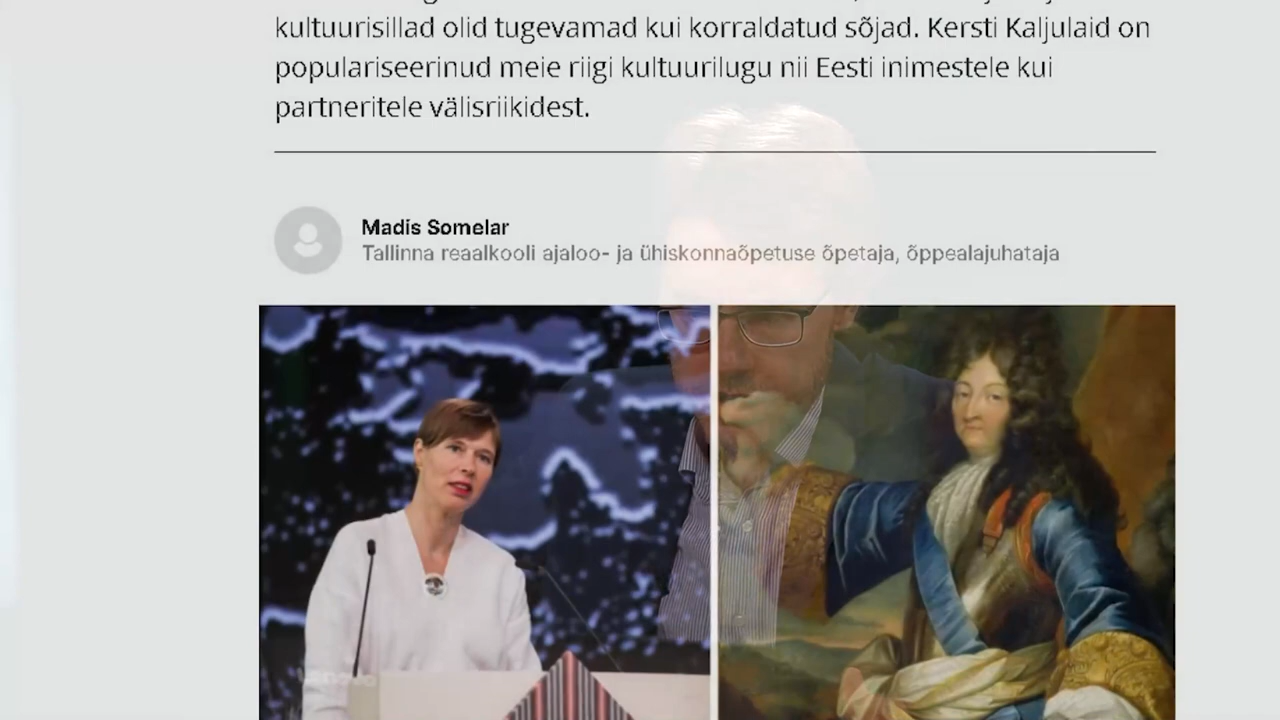 kultuurisillad olid tugevamad kui korraldatud sõjad. Kersti Kaljulaid on
populariseerinud meie riigi kultuurilugu nii Eesti inimestele kui
partneritele välisriikidest.
Madis Somelar
Tallinna reaalkooli ajaloo- ja ühiskonnaõpetuse õpetaja, õppealajuhataja